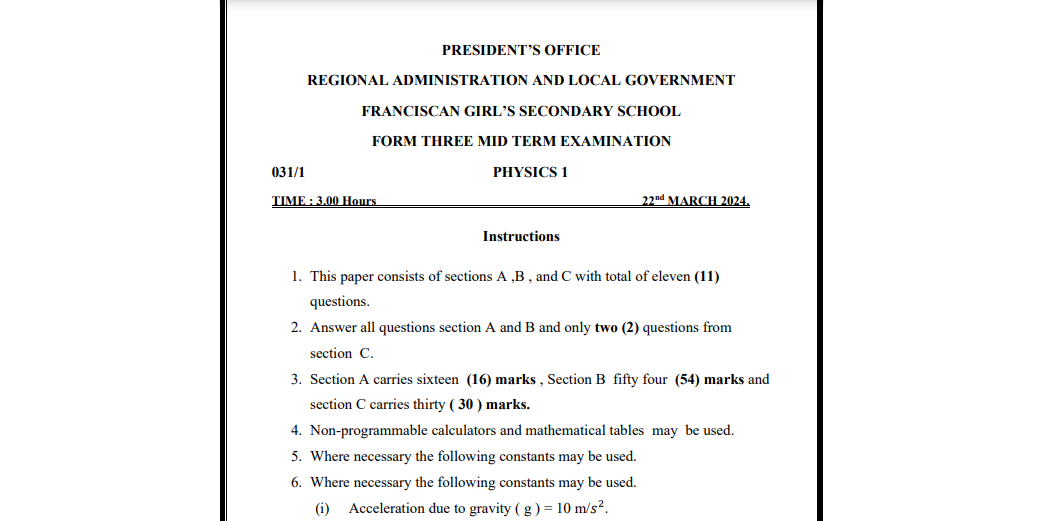 PRESIDENT’S OFFICE
REGIONAL ADMINISTRATION AND LOCAL GOVERNMENT
FRANCISCAN GIRL’S SECONDARY SCHOOL
FORM THREE MID TERM EXAMINATION
031/1 PHYSICS 1
TIME : 3.00 Hours 22nd MARCH 2024.
Instructions
1. This paper consists of sections A ,B , and C with total of eleven (11)
questions.
2. Answer all questions section A and B and only two (2) questions from
section C.
3. Section A carries sixteen (16) marks , Section B fifty four (54) marks and
section C carries thirty ( 30 ) marks.
4. Non-programmable calculators and mathematical tables may be used.
5. Where necessary the following constants may be used.
6. Where necessary the following constants may be used.
(i) Acceleration due to gravity ( g ) = 10 m/s².